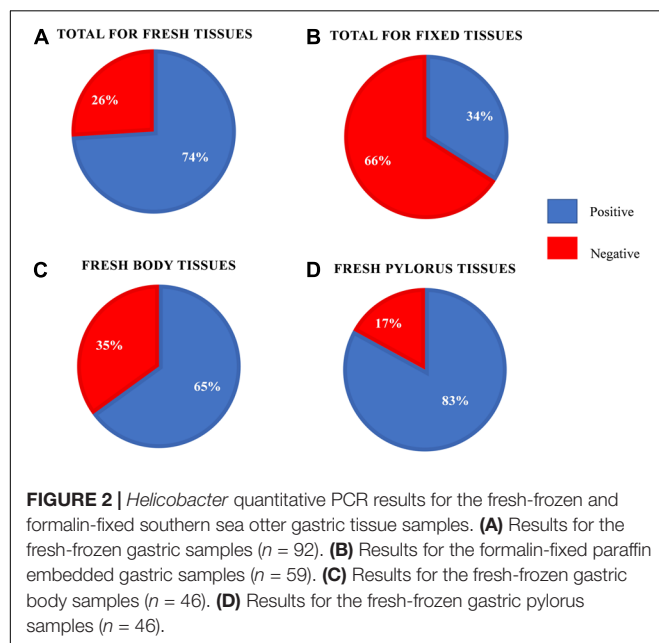 A TOTAL FOR FRESH TISSUES
B TOTAL FOR FIXED TISSUES
26%
74%
34%
66%
Positive
Negative
C FRESH BODY TISSUES
D FRESH PYLORUS TISSUES
35%
65%
17%
83%
FIGURE 2 | Helicobacter quantitative PCR results for the fresh-frozen and
formalin-fixed southern sea otter gastric tissue samples. (A) Results for the
fresh-frozen gastric samples (n = 92). (B) Results for the formalin-fixed paraffin
embedded gastric samples (n = 59). (C) Results for the fresh-frozen gastric
body samples (n = 46). (D) Results for the fresh-frozen gastric pylorus
samples (n = 46).